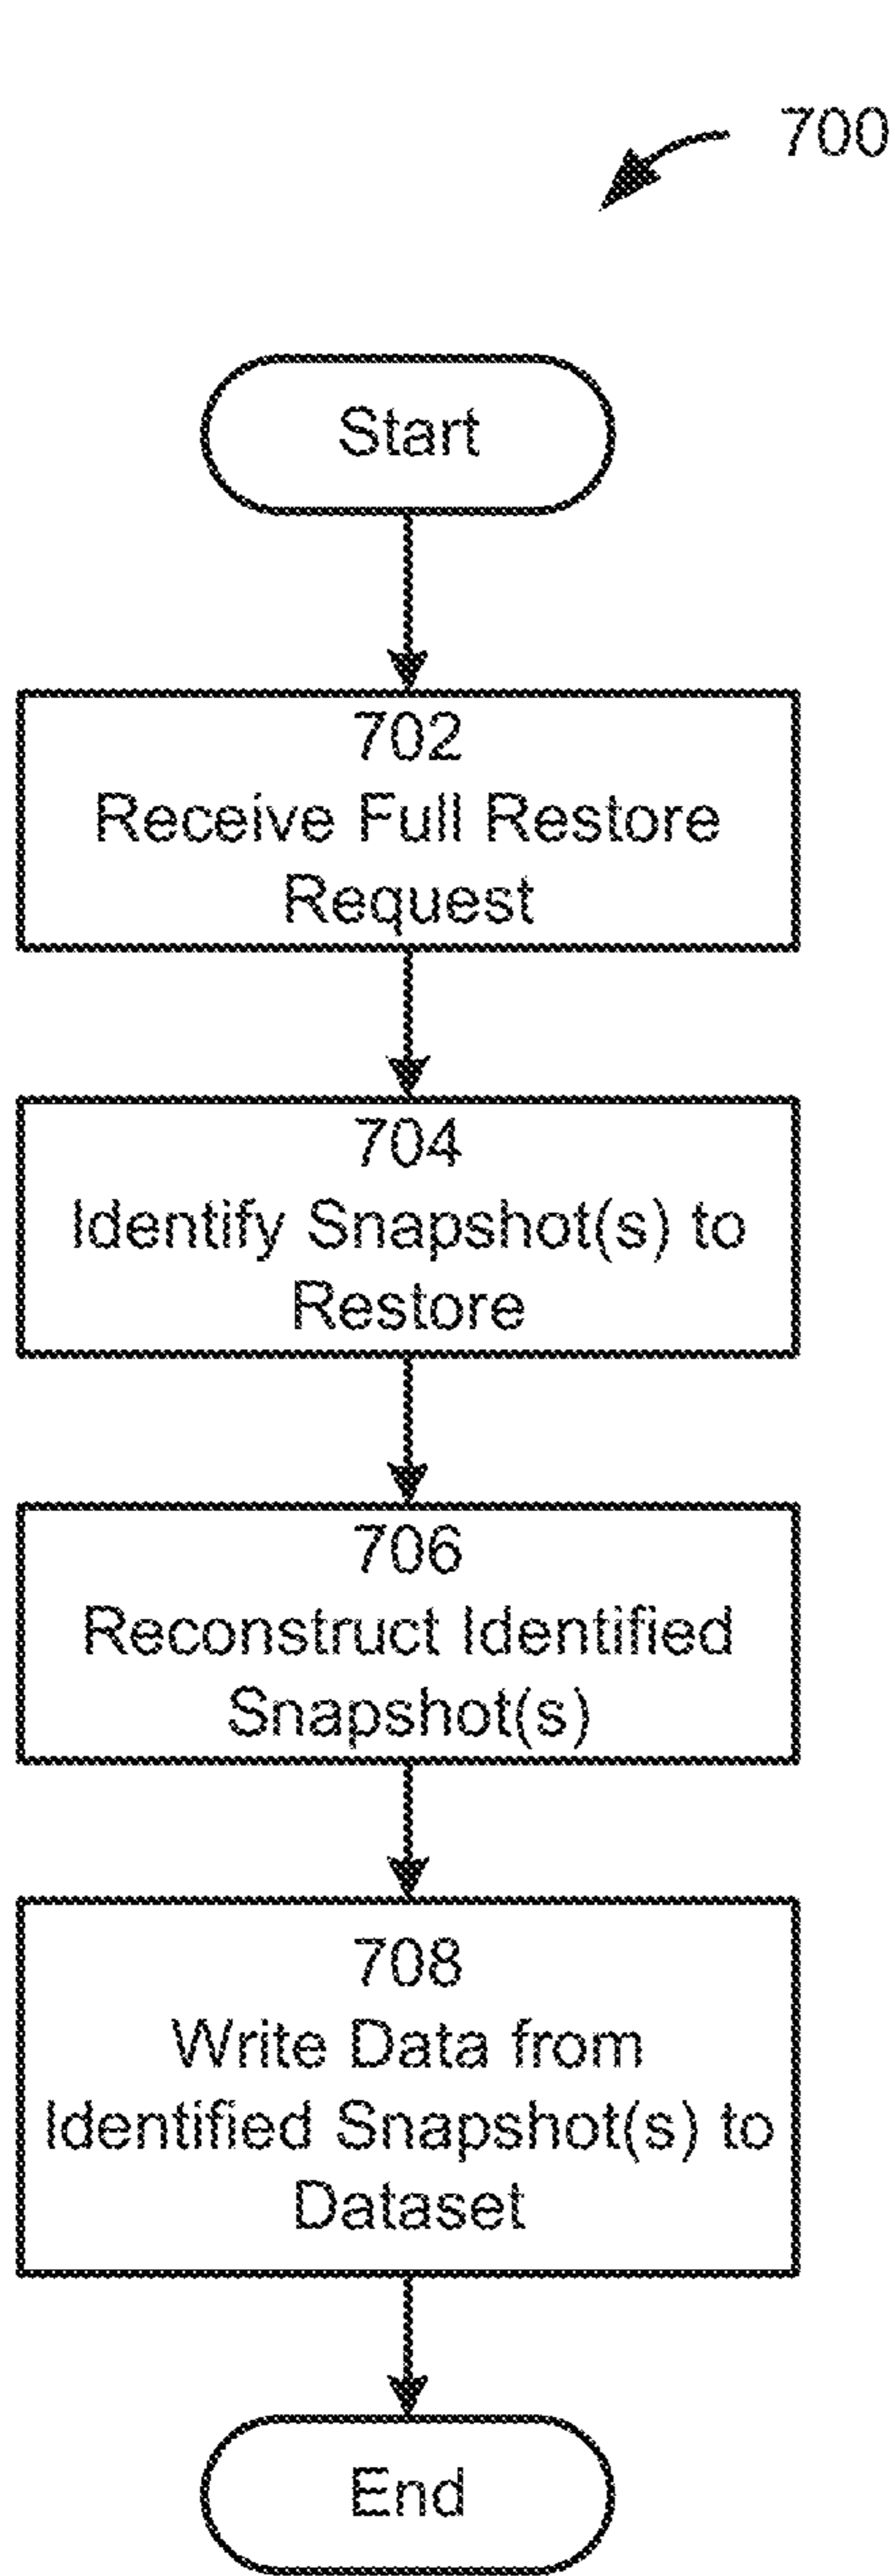 700
Start
702
Receive Full Restore
Request
704
Identify Snapshot(s) to
Restore
706
Reconstruct Identified
Snapshot(s)
708
Write Data from
Identified Snapshot(s) to
Dataset
End